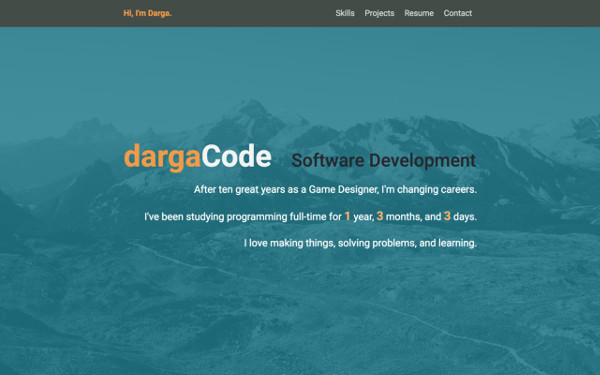 Hi, I'm Darga.
Skills Projects Resume Contact
dargaCode Software Development
After ten great years as a Game Designer, I'm changing careers.
I've been studying programming full-time for 1 year, 3 months, and 3 days.
I love making things, solving problems, and learning.